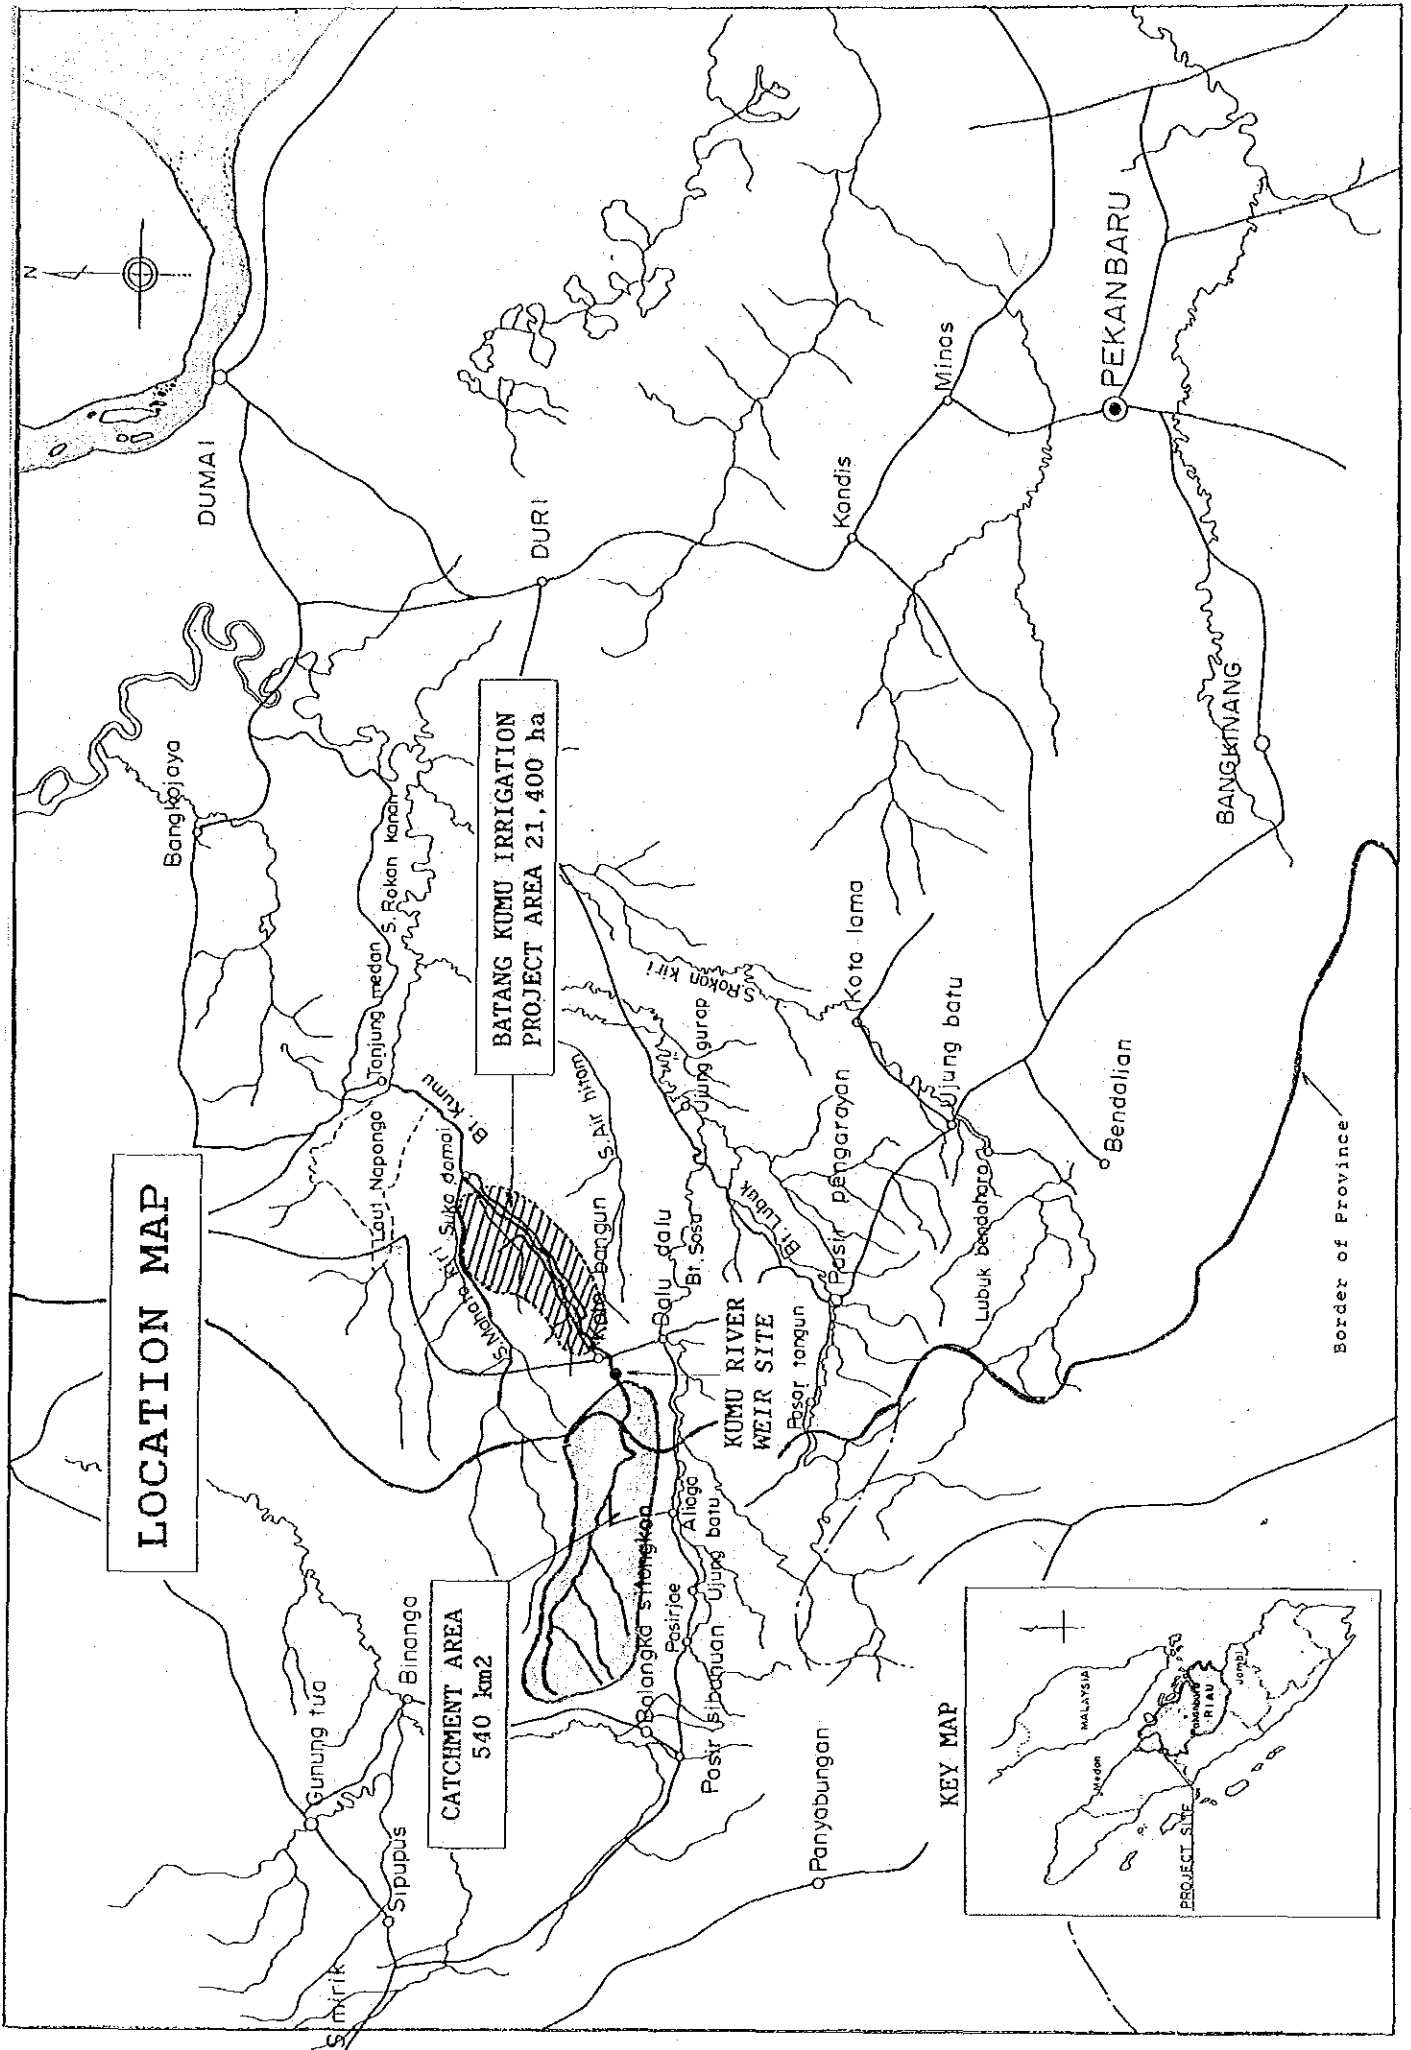 LOCATION MAP
N
DUMAI
DURI
Bangkojaya
S. Rokan kanan
Tanjung medan
Bt. Kumu
Laut Napongo
Suka damai
Kiri
S. Mahato
BATANG KUMU IRRIGATION
PROJECT AREA 21,400 ha
S. Air hitam
Kota bangun
Dalu dalu
Bt. Sosa
Ujung gurap
S. Rokon kiri
Bt. Lubuk
Kota lama
Ujung batu
Pasir pengarayan
Pasar tangun
Lubuk bendahara
Bendalian
Kandis
Minas
PEKANBARU
BANGKINANG
KUMU RIVER
WEIR SITE
Border of Province
Gunung tua
Binanga
Sipupus
CATCHMENT AREA
540 km2
Aliaga
Ujung batu
Pasirjae
Balangka sitongkon
Pasir sibahuan
Panyabungan
KEY MAP
MALAYSIA
Medan
RIAU
Jambi
PROJECT SITE